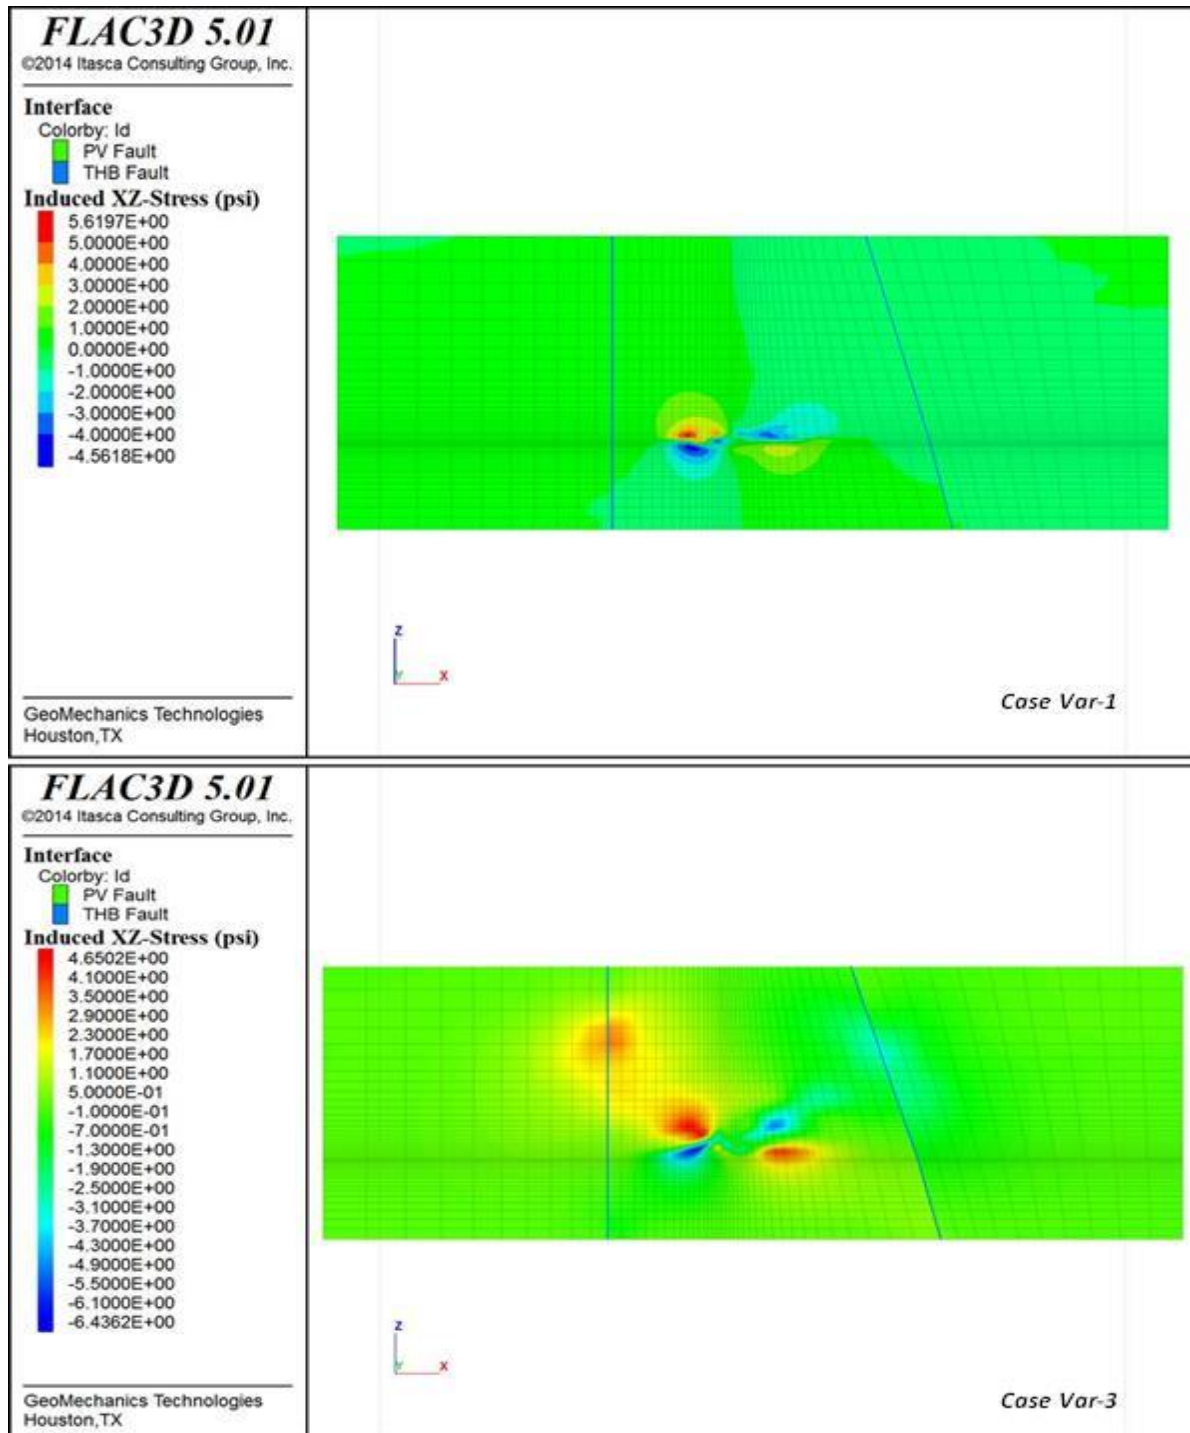 FLAC3D 5.01
©2014 Itasca Consulting Group, Inc.
Interface
Colorby: Id
PV Fault
THB Fault
Induced XZ-Stress (psi)
5.6197E+00
5.0000E+00
4.0000E+00
3.0000E+00
2.0000E+00
1.0000E+00
0.0000E+00
-1.0000E+00
-2.0000E+00
-3.0000E+00
-4.0000E+00
-4.5618E+00
GeoMechanics Technologies
Houston,TX
Z
Y X
Case Var-1
FLAC3D 5.01
©2014 Itasca Consulting Group, Inc.
Interface
Colorby: Id
PV Fault
THB Fault
Induced XZ-Stress (psi)
4.6502E+00
4.1000E+00
3.5000E+00
2.9000E+00
2.3000E+00
1.7000E+00
1.1000E+00
5.0000E-01
-1.0000E-01
-7.0000E-01
-1.3000E+00
-1.9000E+00
-2.5000E+00
-3.1000E+00
-3.7000E+00
-4.3000E+00
-4.9000E+00
-5.5000E+00
-6.1000E+00
-6.4362E+00
GeoMechanics Technologies
Houston,TX
Z
Y X
Case Var-3